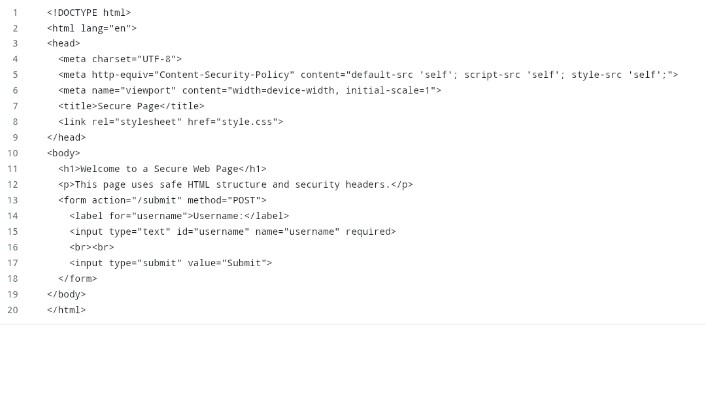 1 <!DOCTYPE html>
2 <html lang="en">
3 <head>
4 <meta charset="UTF-8">
5 <meta http-equiv="Content-Security-Policy" content="default-src 'self'; script-src 'self'; style-src 'self';">
6 <meta name="viewport" content="width=device-width, initial-scale=1">
7 <title>Secure Page</title>
8 <link rel="stylesheet" href="style.css">
9 </head>
10 <body>
11 <h1>Welcome to a Secure Web Page</h1>
12 <p>This page uses safe HTML structure and security headers.</p>
13 <form action="/submit" method="POST">
14 <label for="username">Username:</label>
15 <input type="text" id="username" name="username" required>
16 <br><br>
17 <input type="submit" value="Submit">
18 </form>
19 </body>
20 </html>